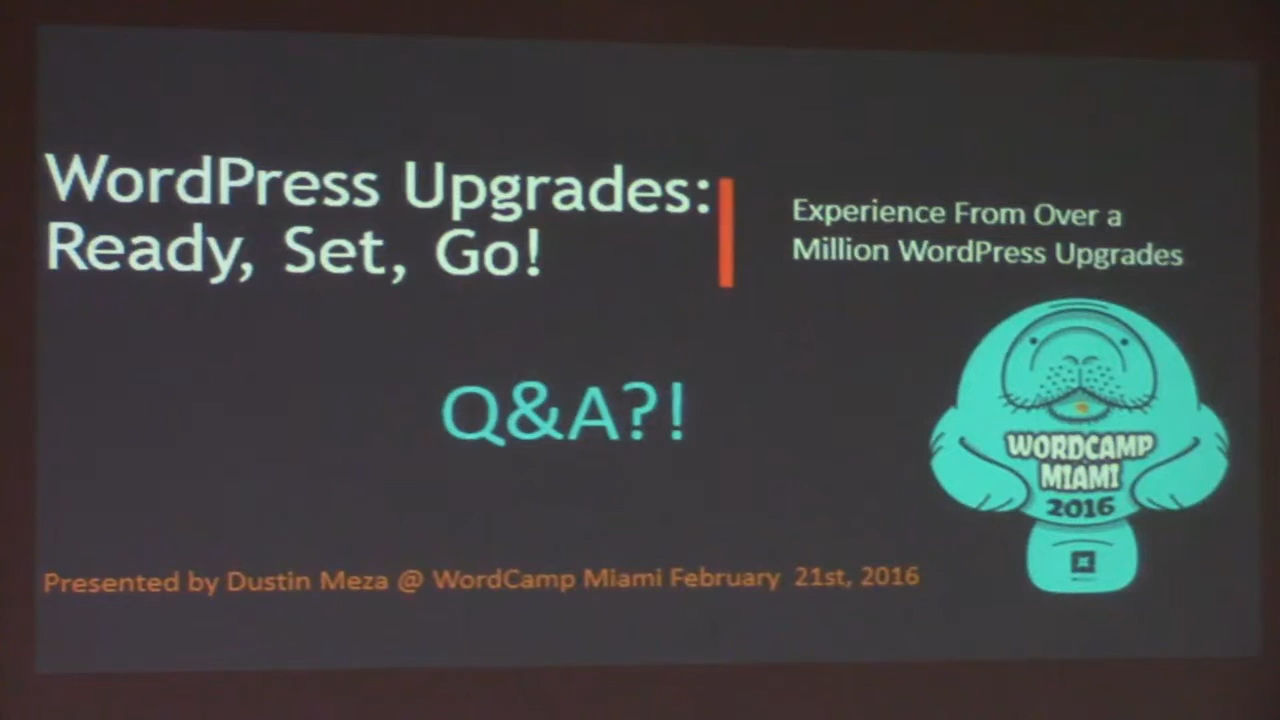 WordPress Upgrades:
Ready, Set, Go!
Experience From Over a
Million WordPress Upgrades
Q&A?!
WORDCAMP
MIAMI
2016
Presented by Dustin Meza @ WordCamp Miami February 21st, 2016